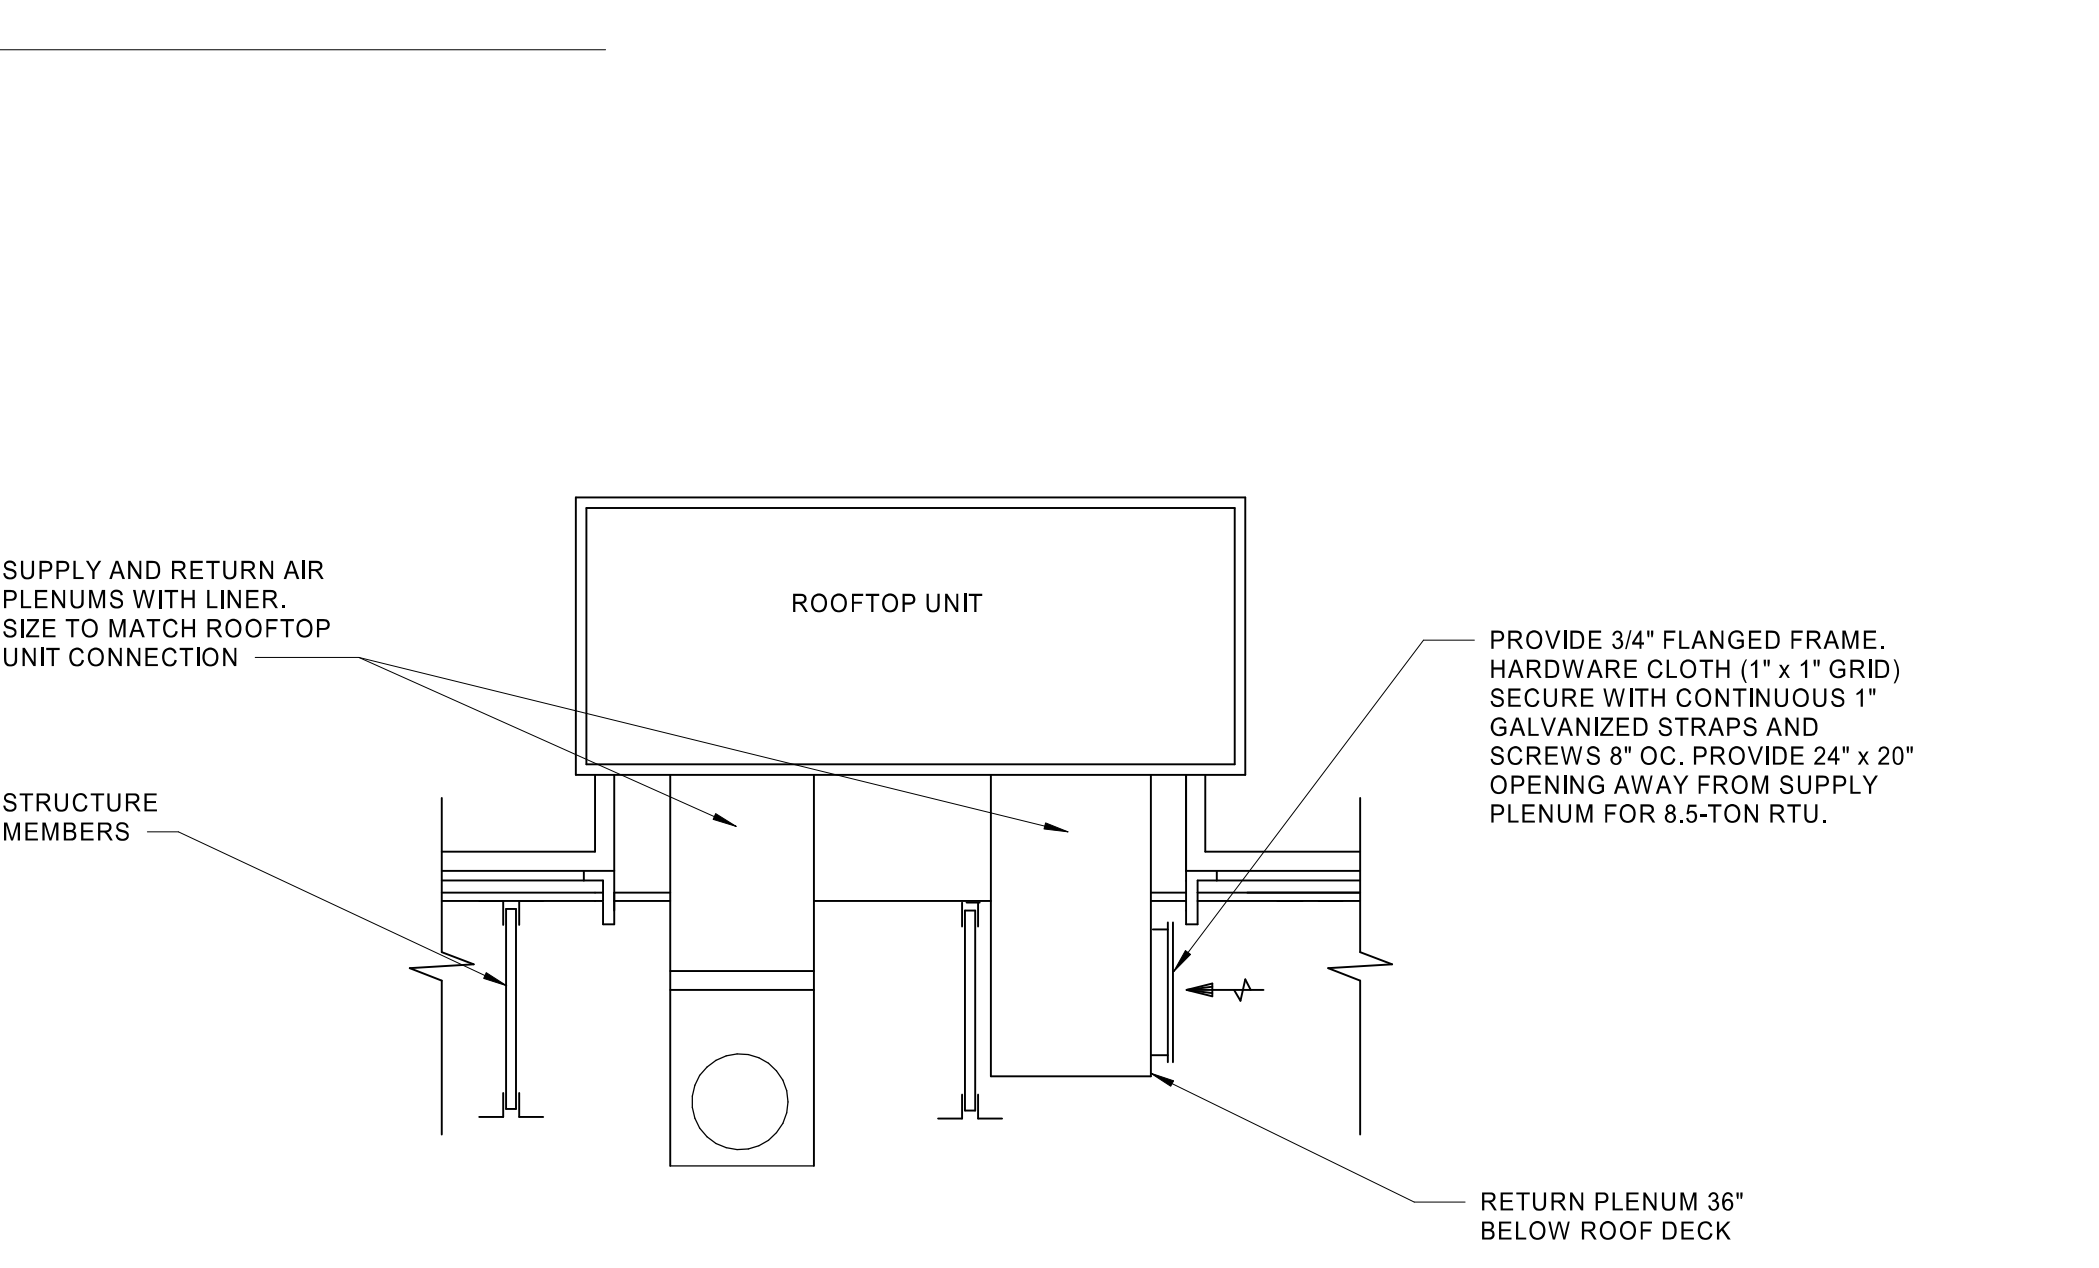 SUPPLY AND RETURN AIR
PLENUMS WITH LINER.
SIZE TO MATCH ROOFTOP
UNIT CONNECTION
STRUCTURE
MEMBERS
ROOFTOP UNIT
PROVIDE 3/4" FLANGED FRAME.
HARDWARE CLOTH (1" x 1" GRID)
SECURE WITH CONTINUOUS 1"
GALVANIZED STRAPS AND
SCREWS 8" OC. PROVIDE 24" x 20"
OPENING AWAY FROM SUPPLY
PLENUM FOR 8.5-TON RTU.
RETURN PLENUM 36"
BELOW ROOF DECK